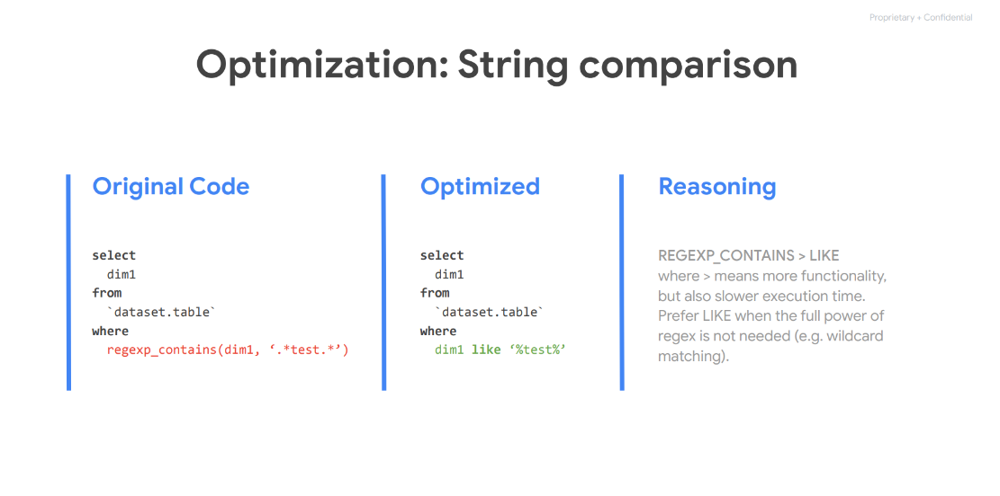 Proprietary + Confidential
Optimization: String comparison
Original Code
select
  dim1
from
  `dataset.table`
where
  regexp_contains(dim1, ‘.*test.*’)
Optimized
select
  dim1
from
  `dataset.table`
where
  dim1 like ‘%test%’
Reasoning
REGEXP_CONTAINS > LIKE
where > means more functionality,
but also slower execution time.
Prefer LIKE when the full power of
regex is not needed (e.g. wildcard
matching).